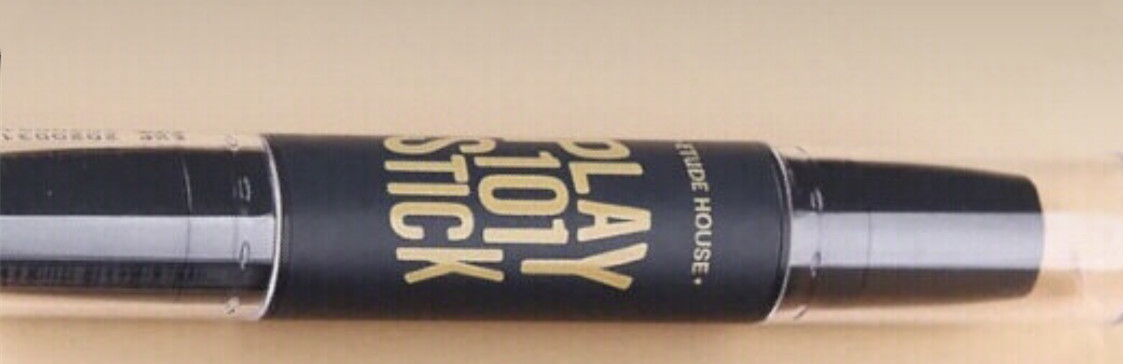 ETUDE HOUSE.
PLAY
101
STICK